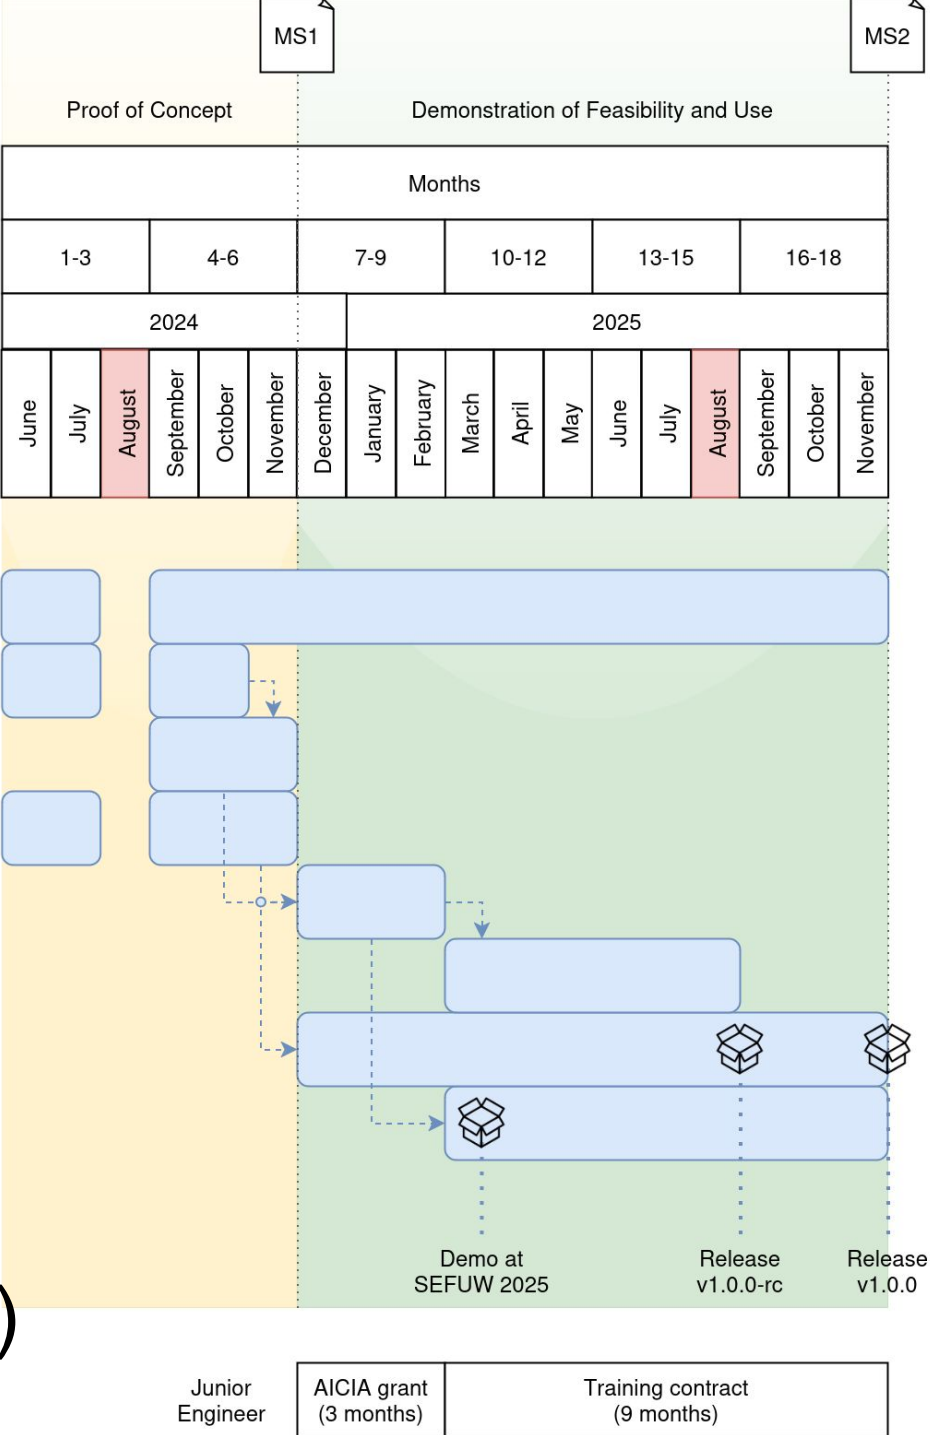 MS1
MS2
Proof of Concept
Demonstration of Feasibility and Use
Months
1-3
4-6
7-9
10-12
13-15
16-18
2024
2025
June
July
August
September
October
November
December
January
February
March
April
May
June
July
August
September
October
November
Demo at
SEFUW 2025
Release
v1.0.0-rc
Release
v1.0.0
)
Junior
Engineer
AICIA grant
(3 months)
Training contract
(9 months)